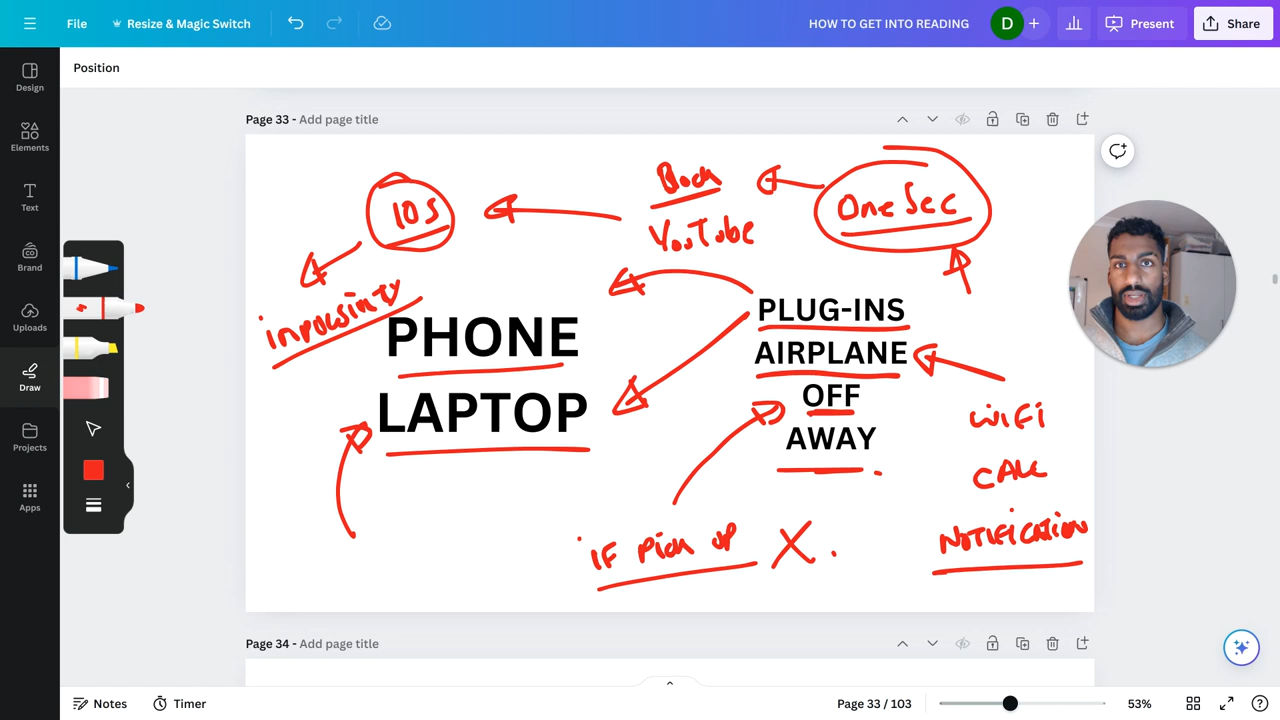 File
Resize & Magic Switch
HOW TO GET INTO READING
D
Present
Share
Position
Design
Elements
Text
Brand
Uploads
Draw
Projects
Apps
Page 33 - Add page title
10s
YouTube
One Sec
PHONE
LAPTOP
PLUG-INS
AIRPLANE
OFF
AWAY
WiFi
CALL
NOTIFICATION
IF PICK UP X.
Page 34 - Add page title
Notes
Timer
Page 33 / 103
53%